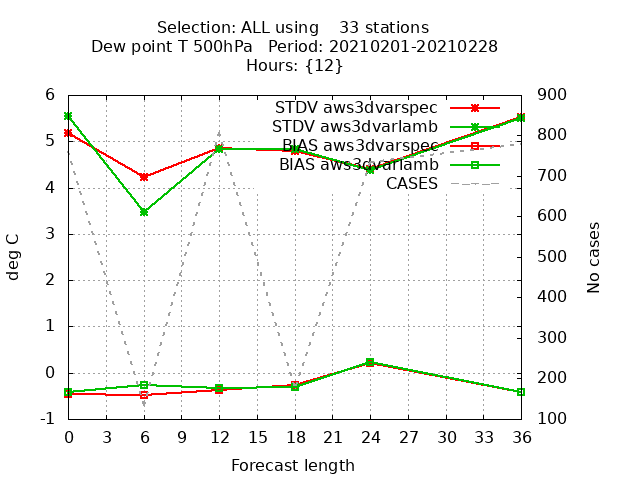 Selection: ALL using 33 stations
Dew point T 500hPa Period: 20210201-20210228
Hours: {12}
STDV aws3dvarspec
STDV aws3dvarlamb
BIAS aws3dvarspec
BIAS aws3dvarlamb
CASES
6
5
4
3
2
1
0
-1
deg C
900
800
700
600
500
400
300
200
100
No cases
0 3 6 9 12 15 18 21 24 27 30 33 36
Forecast length